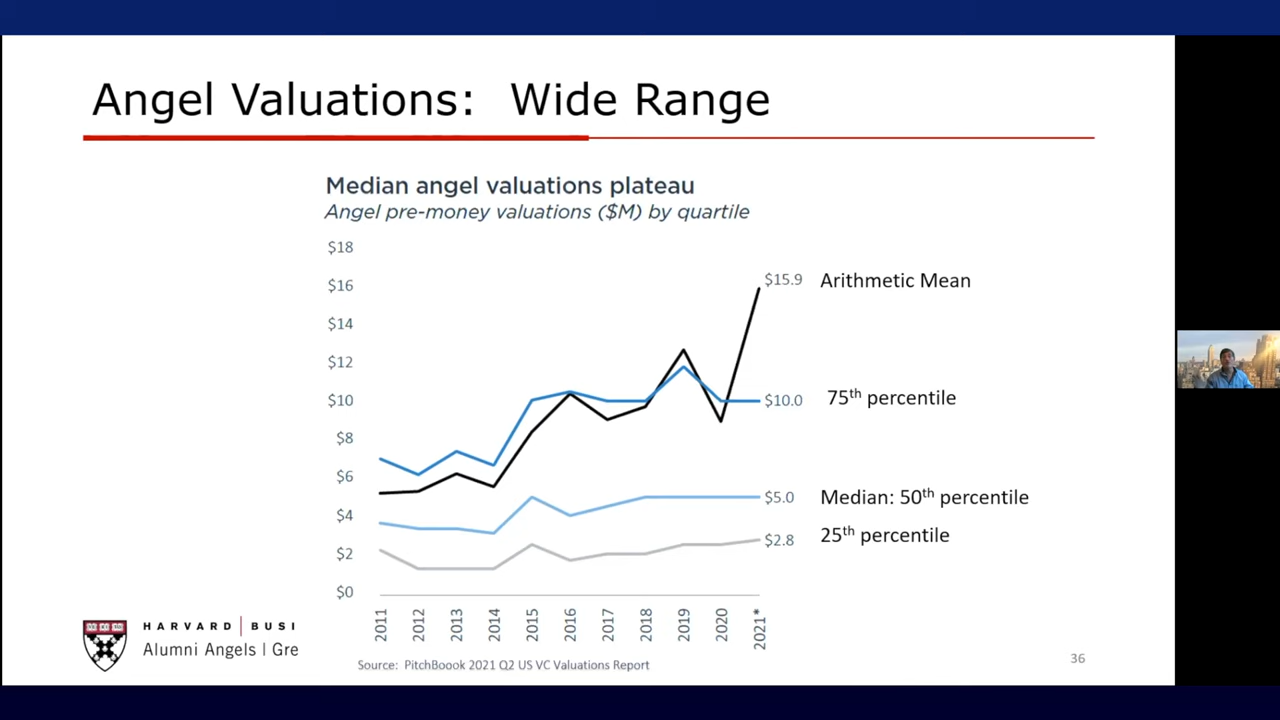 Angel Valuations: Wide Range
Median angel valuations plateau
Angel pre-money valuations ($M) by quartile
$18
$16
$14
$12
$10
$8
$6
$4
$2
$0
$15.9 Arithmetic Mean
$10.0 75th percentile
$5.0 Median: 50th percentile
$2.8 25th percentile
2011
2012
2013
2014
2015
2016
2017
2018
2019
2020
2021*
HARVARD | BUSI
Alumni Angels | Gre
Source: PitchBoook 2021 Q2 US VC Valuations Report
36